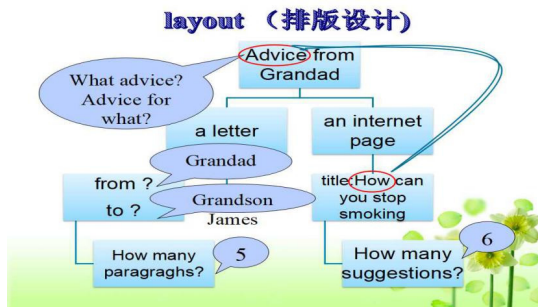 layout （排版设计)
Advice from
Grandad
What advice?
Advice for
what?
a letter
an internet
page
Grandad
from ?
to ?
Grandson
James
title:How can
you stop
smoking
How many
paragraghs?
5
How many
suggestions?
6